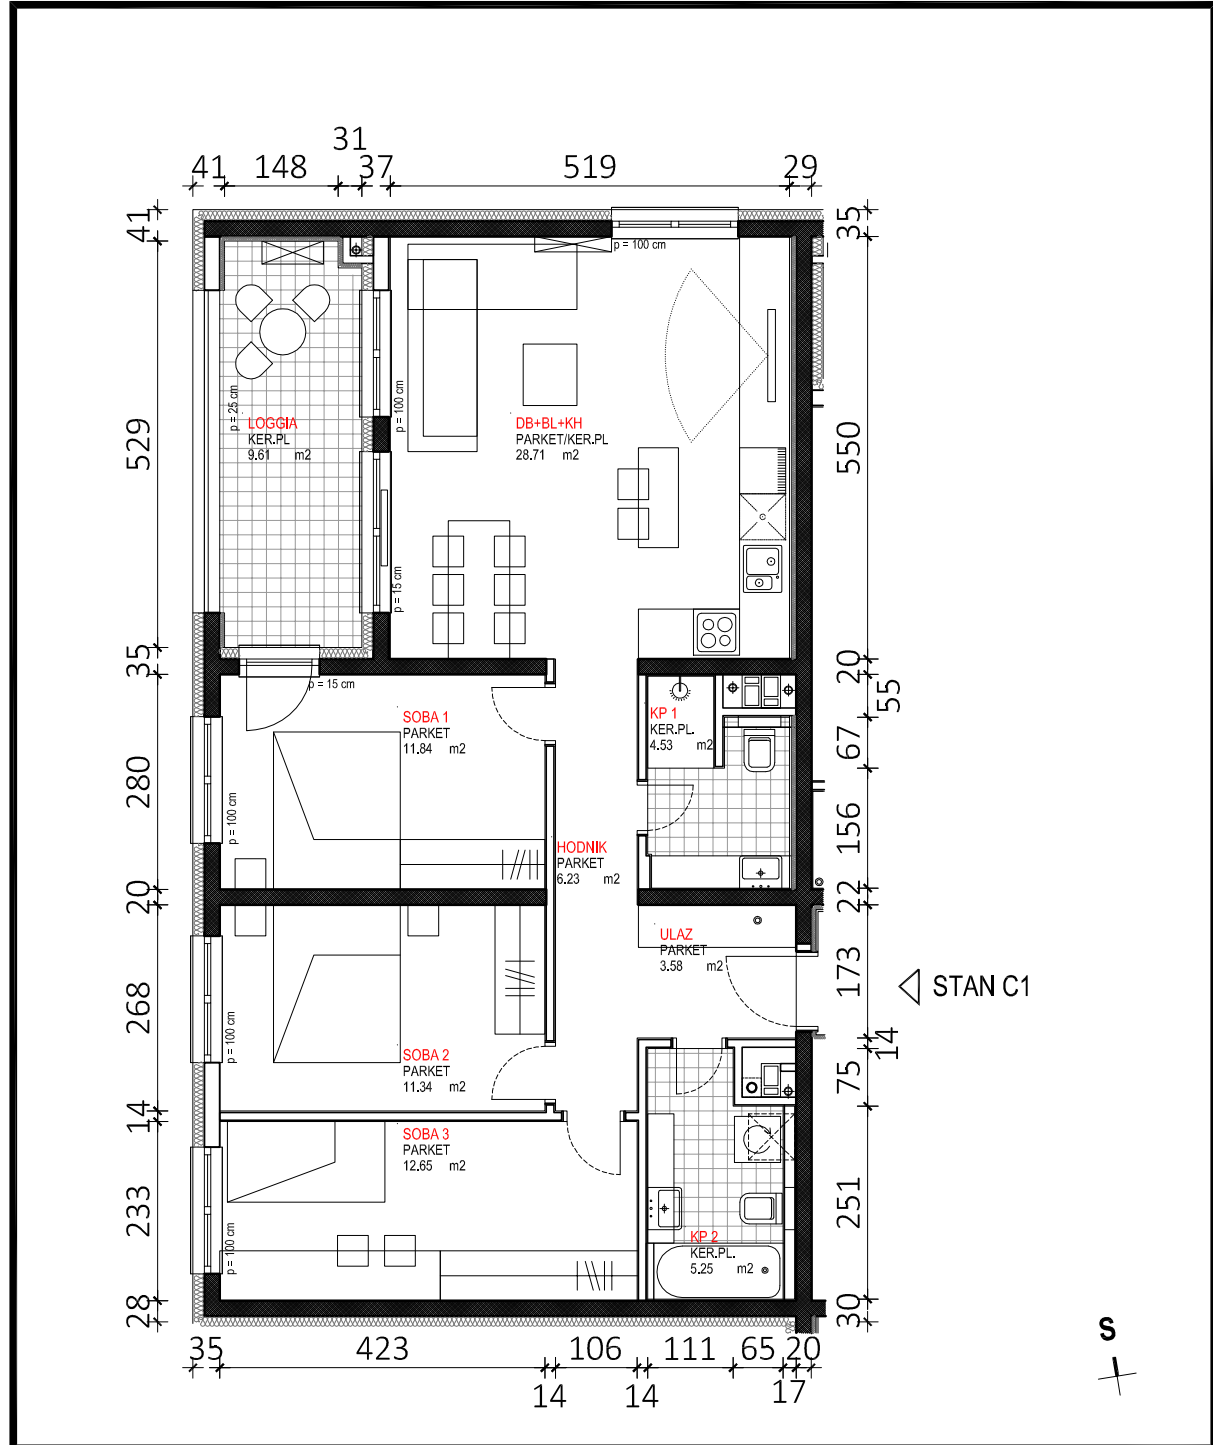 31
41 148 37 519 29
41
35
p = 100 cm
p = 25 cm
p = 100 cm
LOGGIA
KER.PL
9.61 m2
DB+BL+KH
PARKET/KER.PL
28.71 m2
529
550
p = 15 cm
35
p = 15 cm
20
55
SOBA 1
PARKET
11.84 m2
KP 1
KER.PL.
4.53 m2
67
280
p = 100 cm
156
HODNIK
PARKET
6.23 m2
20
22
ULAZ
PARKET
3.58 m2
173
STAN C1
268
p = 100 cm
SOBA 2
PARKET
11.34 m2
14
75
14
SOBA 3
PARKET
12.65 m2
233
251
p = 100 cm
KP 2
KER.PL.
5.25 m2
28
30
35 423 106 111 65 20
14 14 17
S